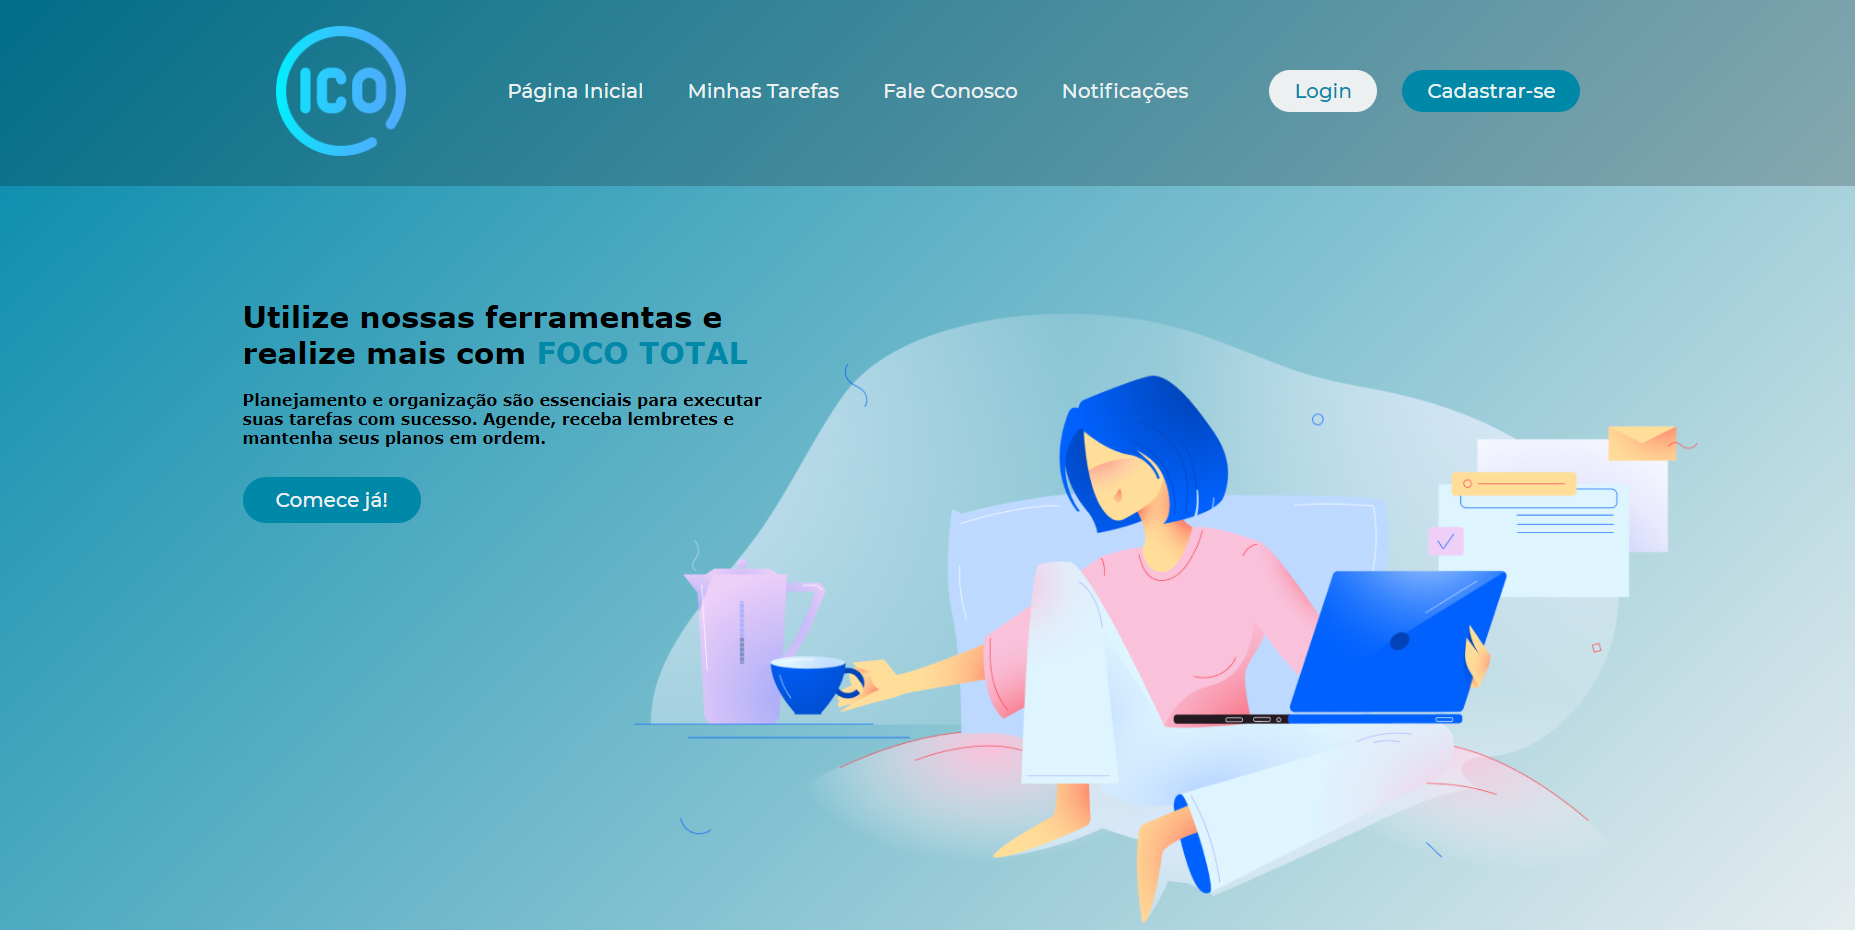 ICO
Página Inicial
Minhas Tarefas
Fale Conosco
Notificações
Login
Cadastrar-se
Utilize nossas ferramentas e
realize mais com FOCO TOTAL
Planejamento e organização são essenciais para executar
suas tarefas com sucesso. Agende, receba lembretes e
mantenha seus planos em ordem.
Comece já!